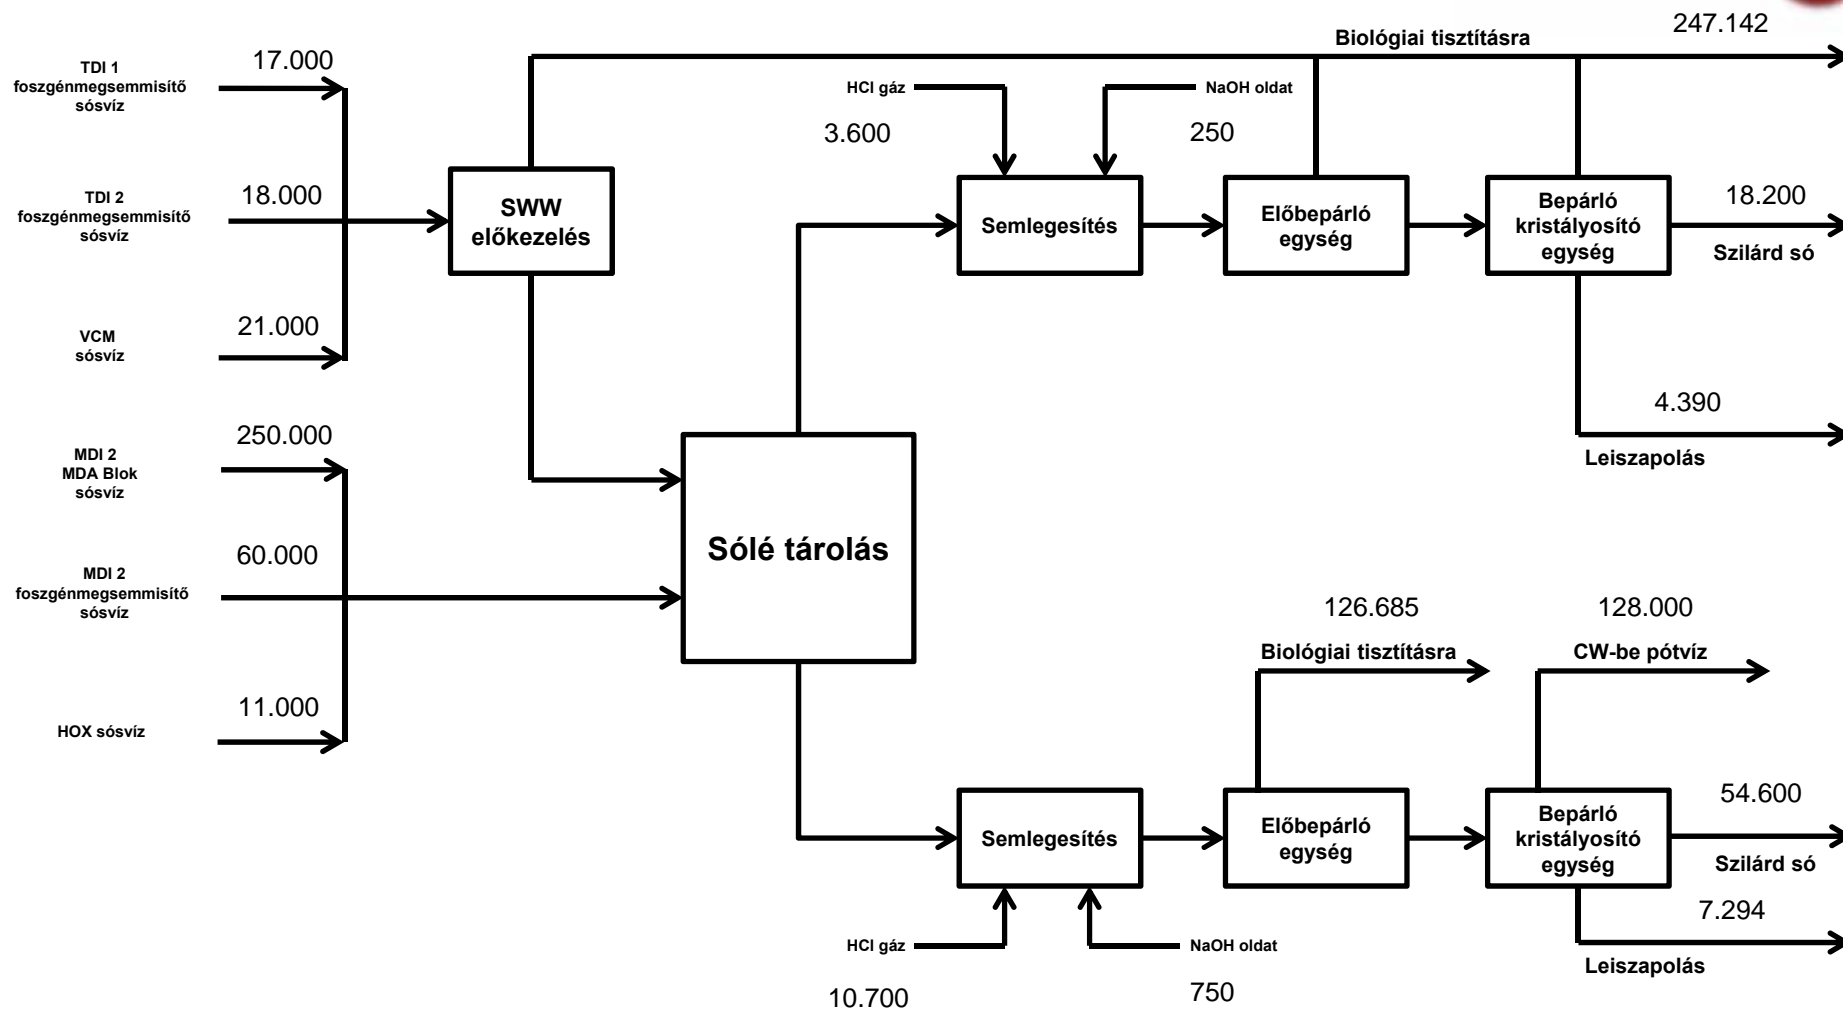 247.142
Biológiai tisztításra
17.000
TDI 1
foszgénmegsemmisítő
sósvíz
HCl gáz
NaOH oldat
3.600
250
18.000
TDI 2
foszgénmegsemmisítő
sósvíz
SWW
előkezelés
Semlegesítés
Előbepárló
egység
Bepárló
kristályosító
egység
18.200
Szilárd só
21.000
VCM
sósvíz
4.390
Leiszapolás
250.000
MDI 2
MDA Blok
sósvíz
Sólé tárolás
60.000
MDI 2
foszgénmegsemmisítő
sósvíz
126.685
Biológiai tisztításra
128.000
CW-be pótvíz
11.000
HOX sósvíz
Semlegesítés
Előbepárló
egység
Bepárló
kristályosító
egység
54.600
Szilárd só
7.294
Leiszapolás
HCl gáz
NaOH oldat
10.700
750